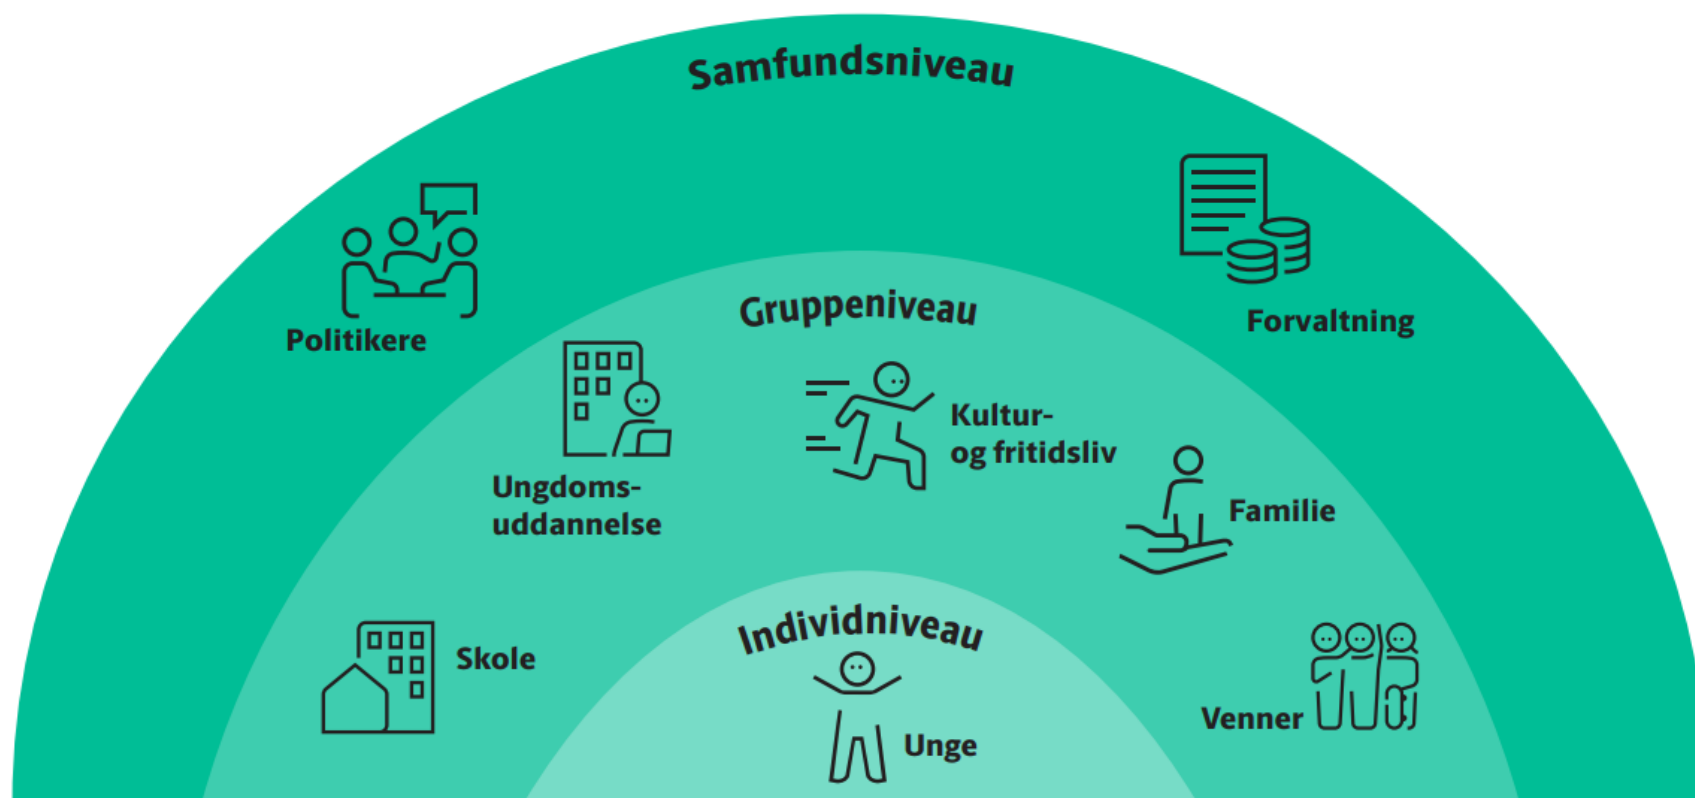 Samfundsniveau
Politikere
Forvaltning
Gruppeniveau
Ungdoms-
uddannelse
Kultur-
og fritidsliv
Familie
Skole
Venner
Individniveau
Unge